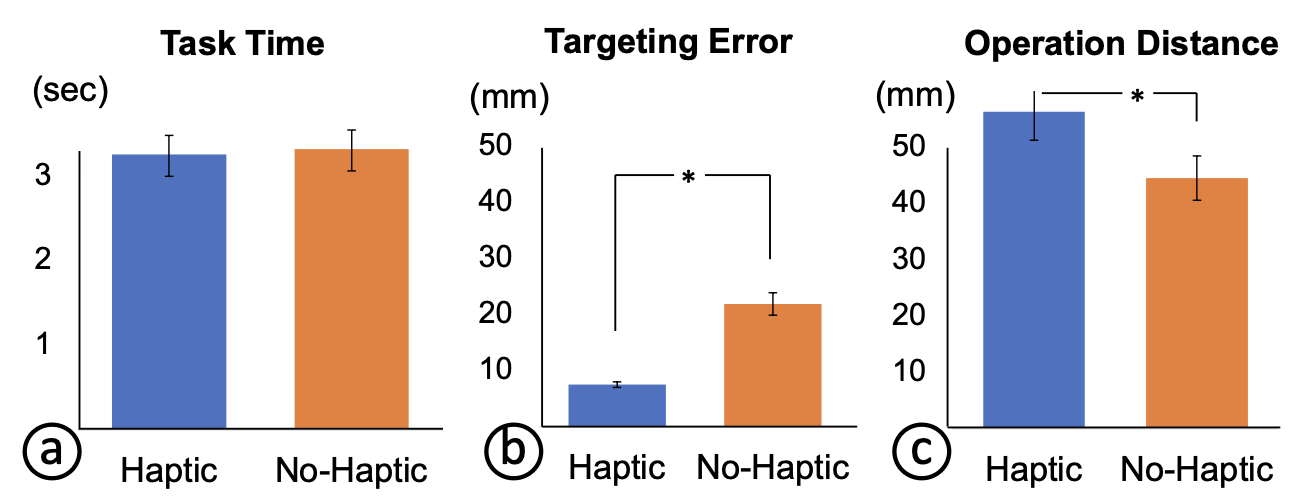 Task Time
(sec)
3
2
1
a
Haptic No-Haptic
Targeting Error
(mm)
50
*
40
30
20
10
b
Haptic No-Haptic
Operation Distance
(mm)
*
50
40
30
20
10
c
Haptic No-Haptic